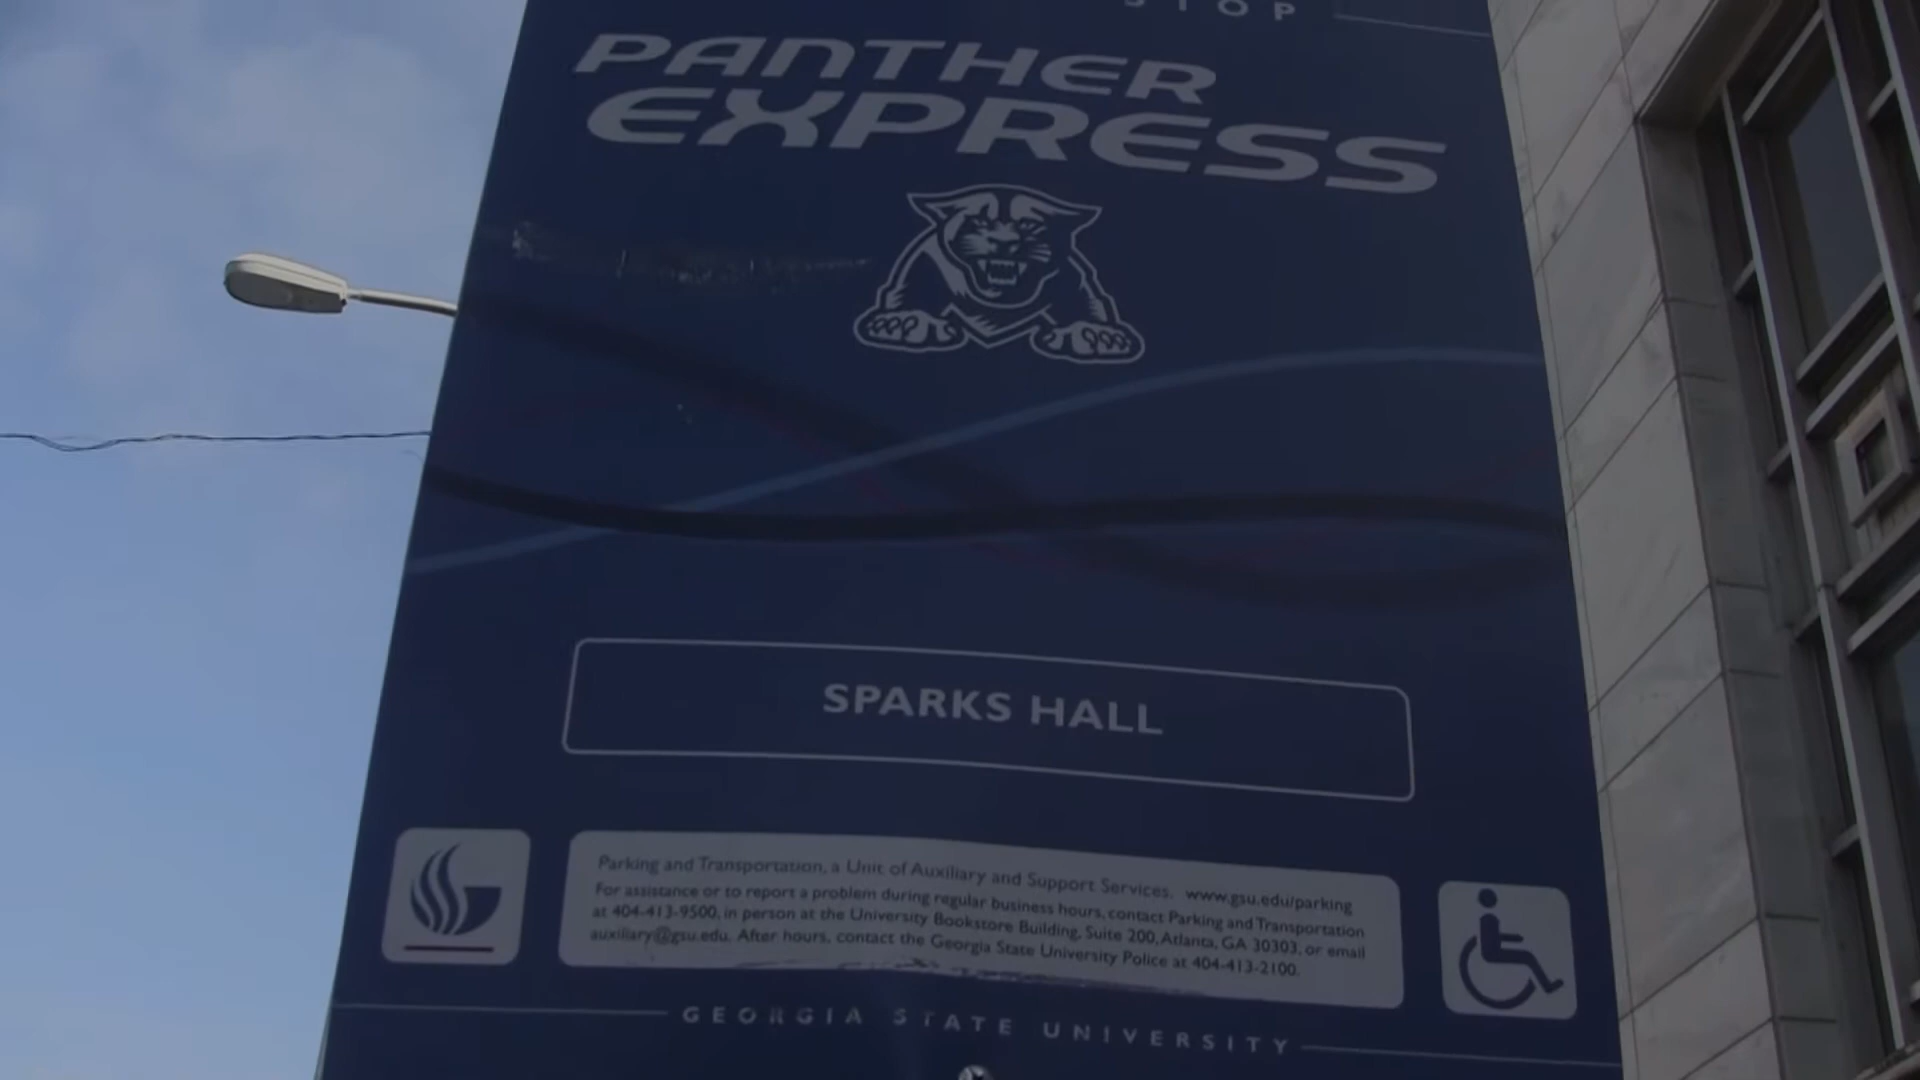 STOP
PANTHER
EXPRESS
SPARKS HALL
Parking and Transportation, a Unit of Auxiliary and Support Services. www.gsu.edu/parking
For assistance or to report a problem during regular business hours, contact Parking and Transportation
at 404-413-9500, in person at the University Bookstore Building, Suite 200, Atlanta, GA 30303, or email
auxiliary@gsu.edu. After hours, contact the Georgia State University Police at 404-413-2100.
GEORGIA STATE UNIVERSITY